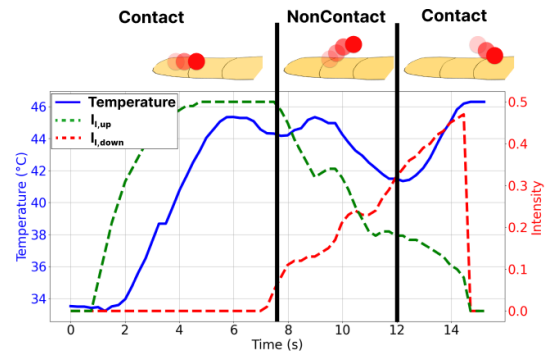 Contact NonContact Contact
Temperature
I_{l,up}
I_{l,down}
Temperature (°C)
46
44
42
40
38
36
34
0.5
0.4
0.3
0.2
0.1
0.0
Intensity
0 2 4 6 8 10 12 14
Time (s)